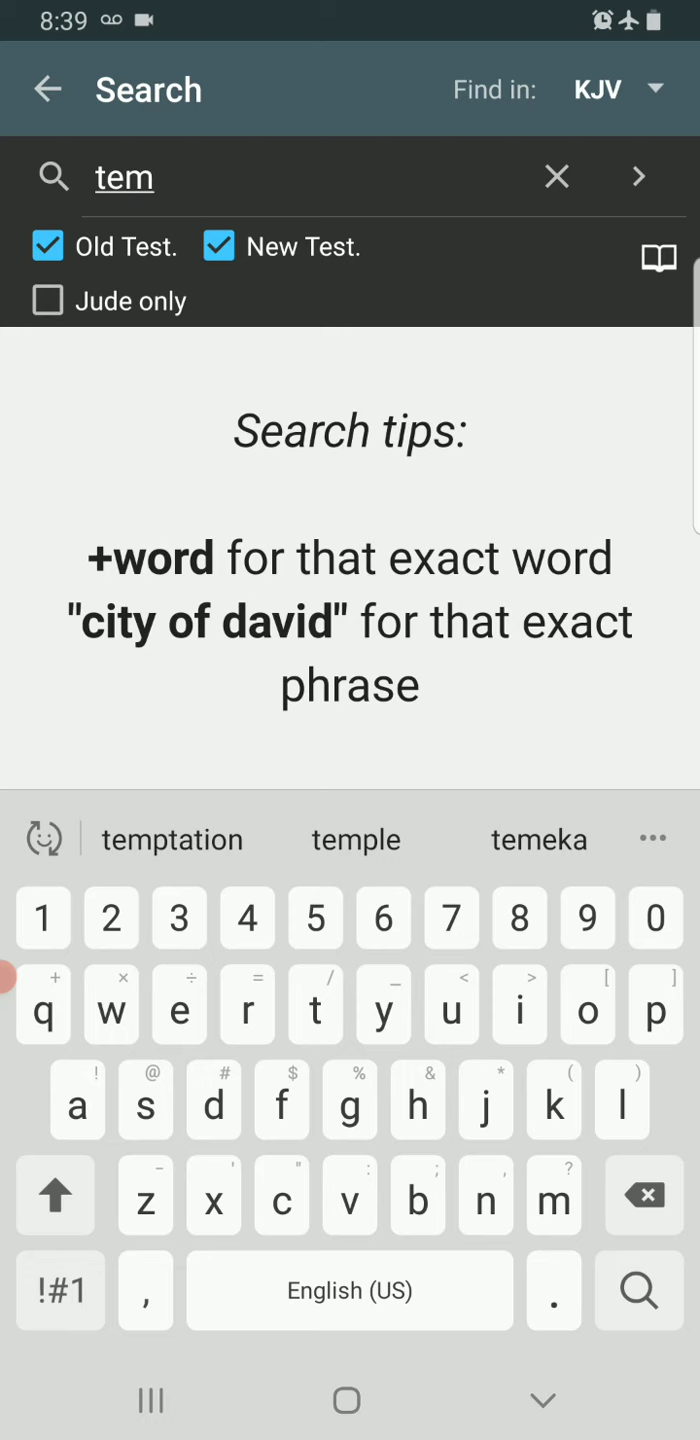 8:39
Search Find in: KJV
tem
Old Test. New Test.
Jude only
Search tips:
+word for that exact word
"city of david" for that exact
phrase
temptation temple temeka
1 2 3 4 5 6 7 8 9 0
+ × ÷ = / _ < > [ ]
q w e r t y u i o p
! @ # $ % & * ( )
a s d f g h j k l
- ' " : ; , ?
z x c v b n m
!#1 , English (US) .